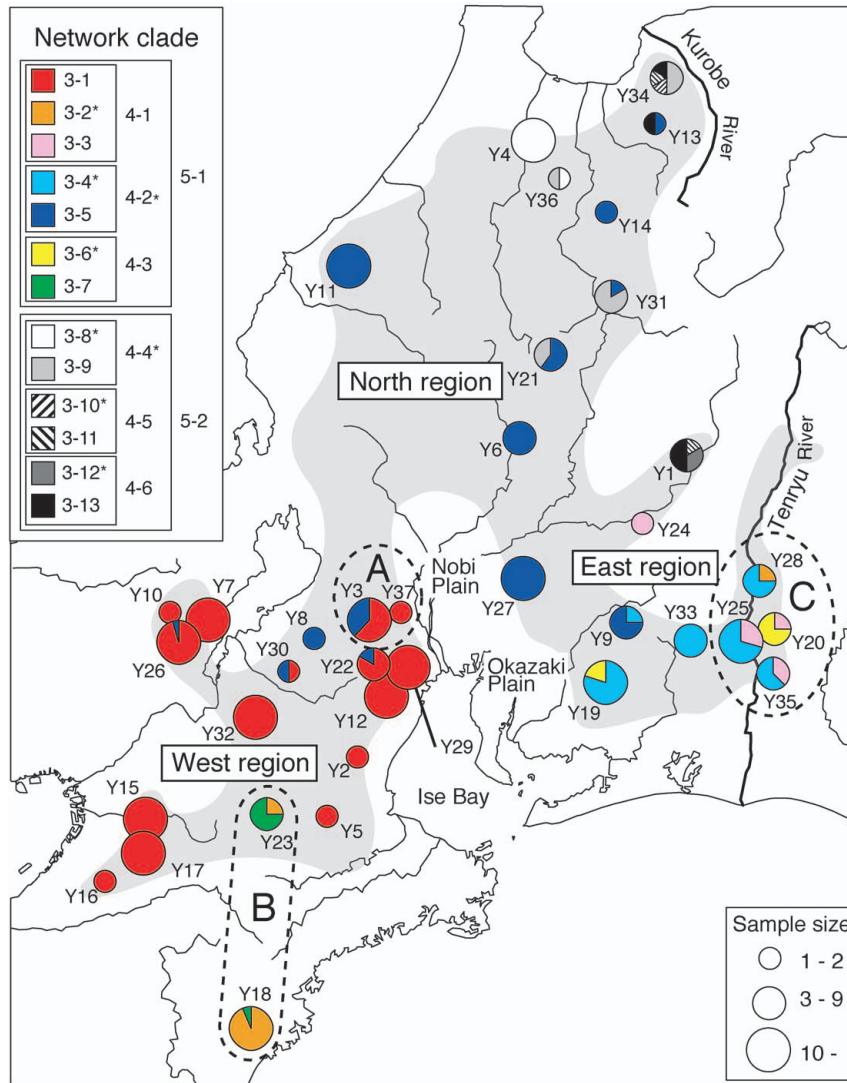 Network clade
3-1
3-2*
3-3
4-1
3-4*
3-5
4-2*
3-6*
3-7
4-3
5-1
3-8*
3-9
4-4*
3-10*
3-11
4-5
3-12*
3-13
4-6
5-2
Kurobe
River
Y34
Y13
Y4
Y36
Y14
Y11
Y31
Y21
North region
Y6
Y1
Tenryu River
Y24
Nobi
Plain
East region
Y28
A
Y3
Y37
Y10
Y7
Y27
Y33
Y25
C
Y8
Y9
Y20
Y26
Y30
Y22
Okazaki
Plain
Y19
Y35
Y12
Y32
Y29
West region
Y2
Ise Bay
Y15
Y23
Y5
Y17
Y16
B
Y18
Sample size
1 - 2
3 - 9
10 -